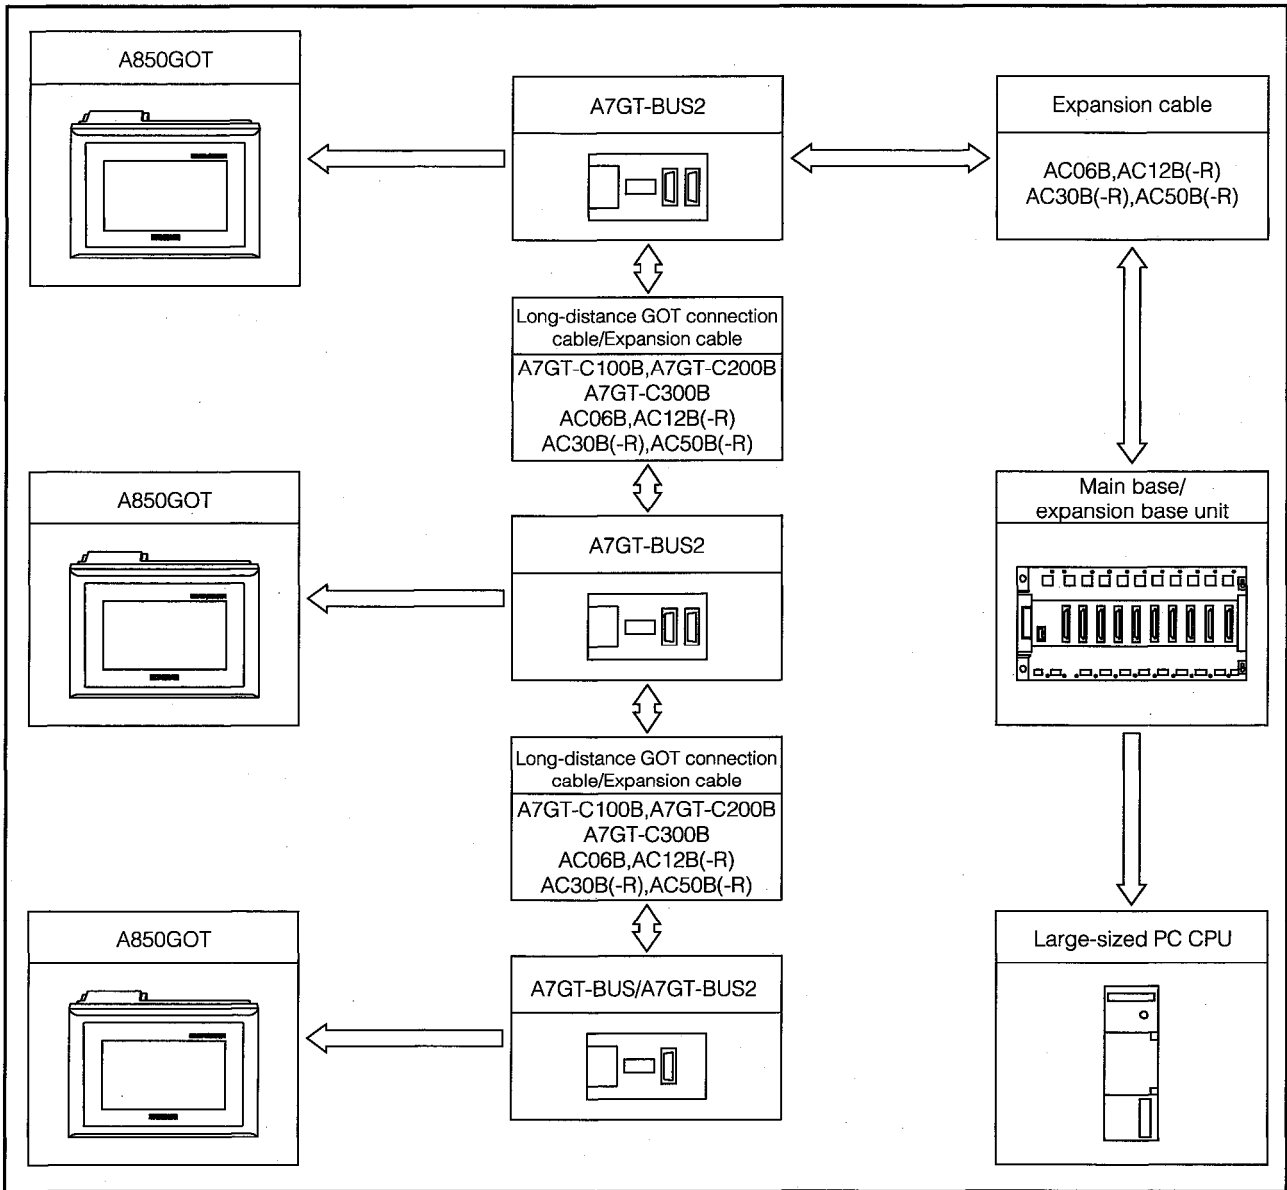 A850GOT
A7GT-BUS2
Expansion cable
AC06B,AC12B(-R)
AC30B(-R),AC50B(-R)
Long-distance GOT connection
cable/Expansion cable
A7GT-C100B,A7GT-C200B
A7GT-C300B
AC06B,AC12B(-R)
AC30B(-R),AC50B(-R)
A850GOT
A7GT-BUS2
Main base/
expansion base unit
Long-distance GOT connection
cable/Expansion cable
A7GT-C100B,A7GT-C200B
A7GT-C300B
AC06B,AC12B(-R)
AC30B(-R),AC50B(-R)
A850GOT
A7GT-BUS/A7GT-BUS2
Large-sized PC CPU